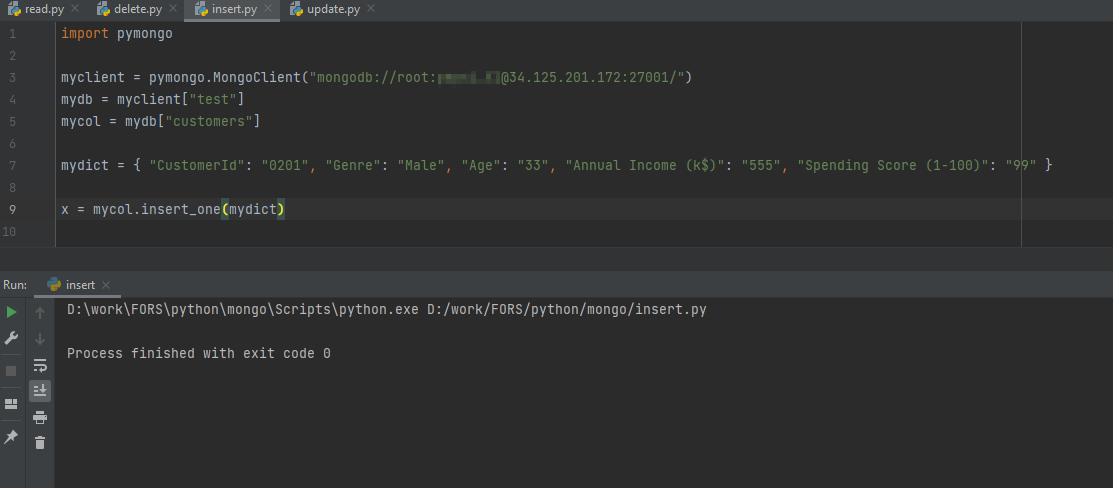 read.py delete.py insert.py update.py
1 import pymongo
2
3 myclient = pymongo.MongoClient("mongodb://root: @34.125.201.172:27001/")
4 mydb = myclient["test"]
5 mycol = mydb["customers"]
6
7 mydict = { "CustomerId": "0201", "Genre": "Male", "Age": "33", "Annual Income (k$)": "555", "Spending Score (1-100)": "99" }
8
9 x = mycol.insert_one(mydict)
10
Run: insert
D:\work\FORS\python\mongo\Scripts\python.exe D:/work/FORS/python/mongo/insert.py
Process finished with exit code 0